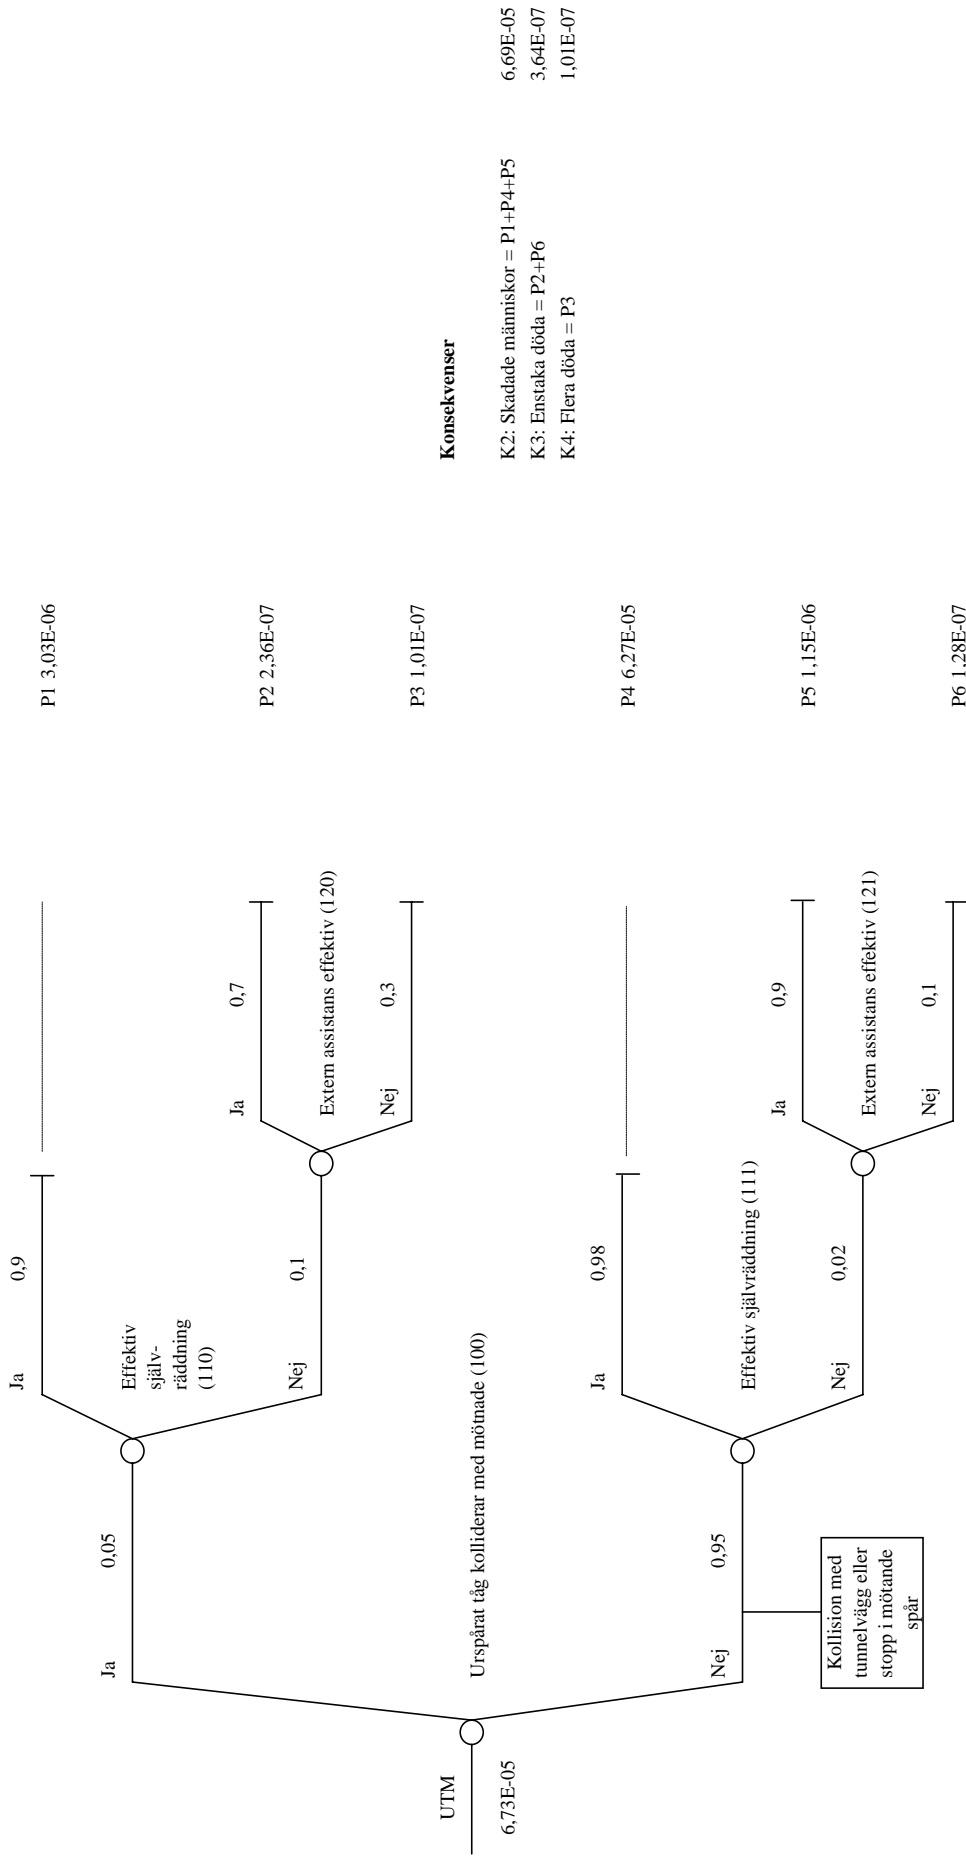 UTM
6,73E-05
Ja
0,05
Urspårat tåg kolliderar med mötnade (100)
Nej
0,95
Kollision med
tunnelvägg eller
stopp i mötande
spår
Ja
0,9
Effektiv
själv-
räddning
(110)
Nej
0,1
Ja
0,98
Effektiv självräddning (111)
Nej
0,02
Ja
0,7
Extern assistans effektiv (120)
Nej
0,3
Ja
0,9
Extern assistans effektiv (121)
Nej
0,1
P1 3,03E-06
P2 2,36E-07
P3 1,01E-07
P4 6,27E-05
P5 1,15E-06
P6 1,28E-07
Konsekvenser
K2: Skadade människor = P1+P4+P5 6,69E-05
K3: Enstaka döda = P2+P6 3,64E-07
K4: Flera döda = P3 1,01E-07